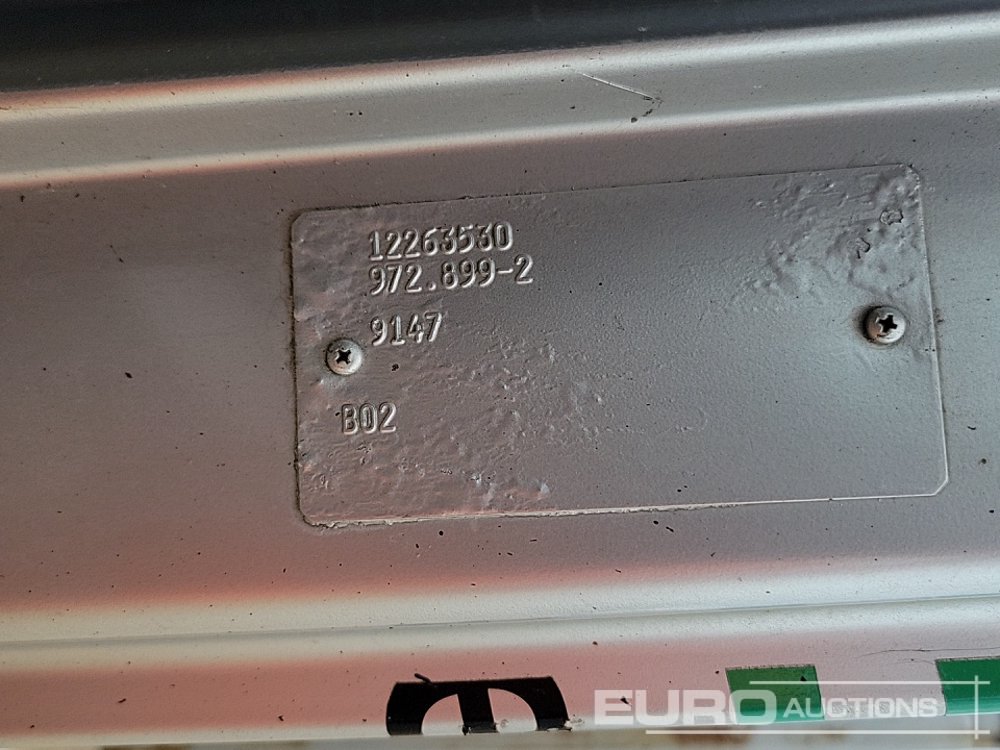 12263530
972.899-2
9147
B02
EURO
AUCTIONS